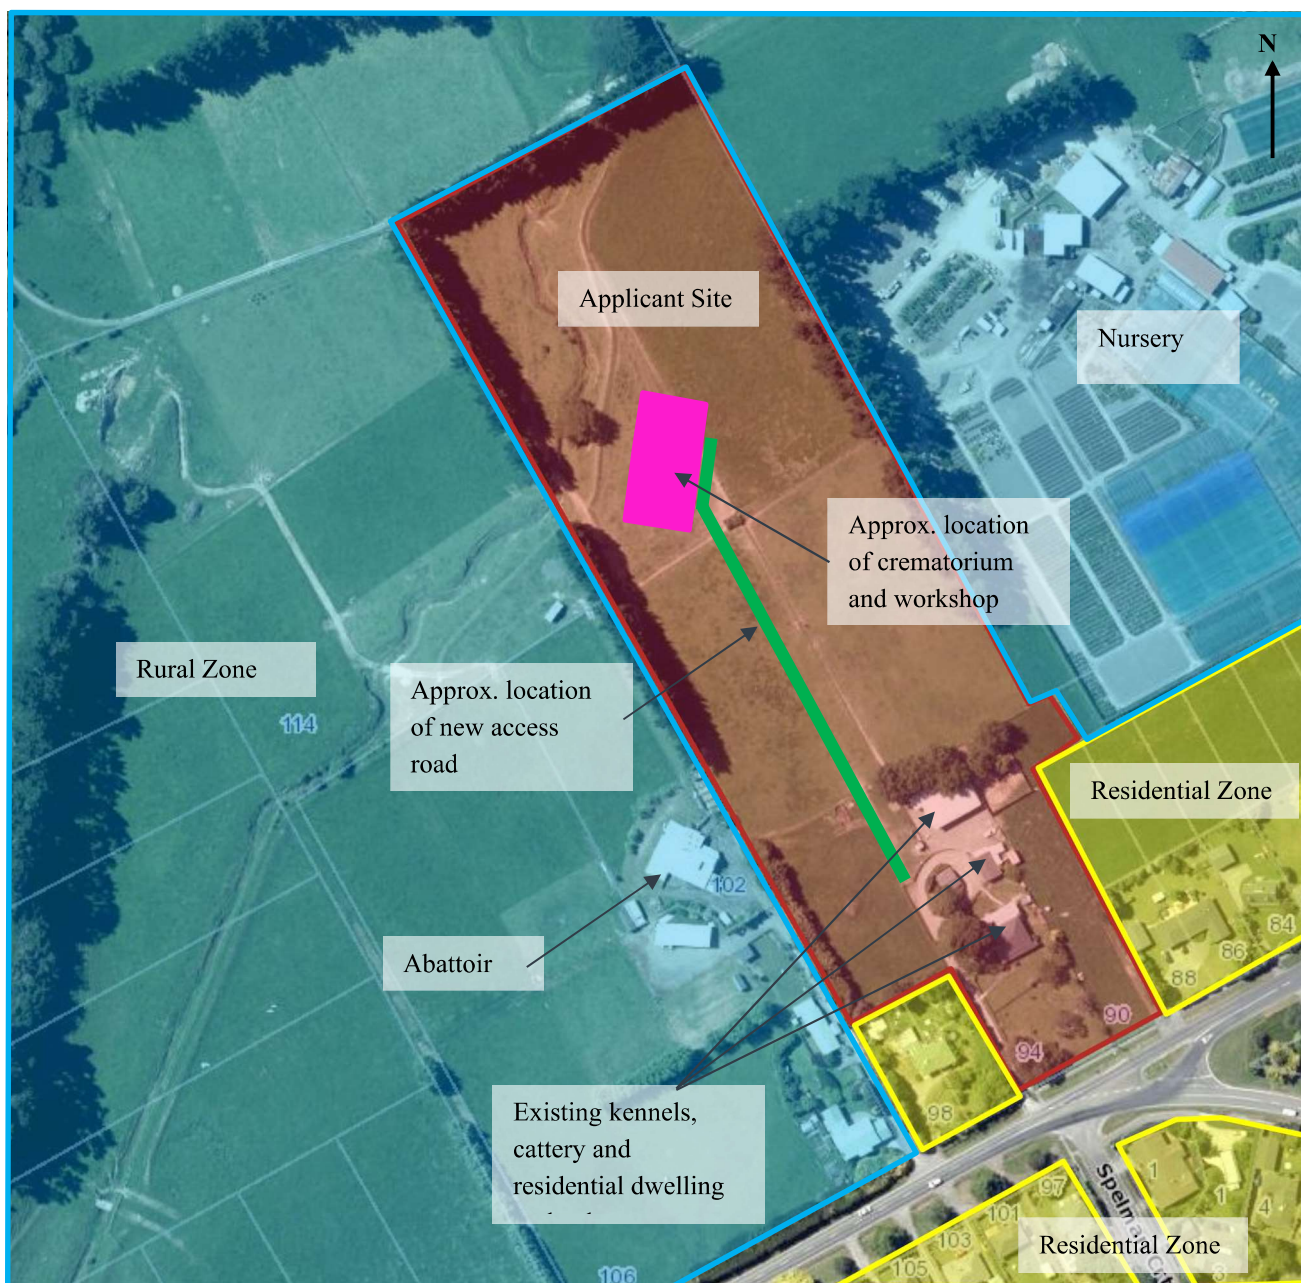 N
Applicant Site
Nursery
Approx. location
of crematorium
and workshop
Rural Zone
114
Approx. location
of new access
road
Residential Zone
102
Abattoir
84
86
88
90
94
98
Existing kennels,
cattery and
residential dwelling
1
1
4
97
101
103
105
106
Residential Zone
3